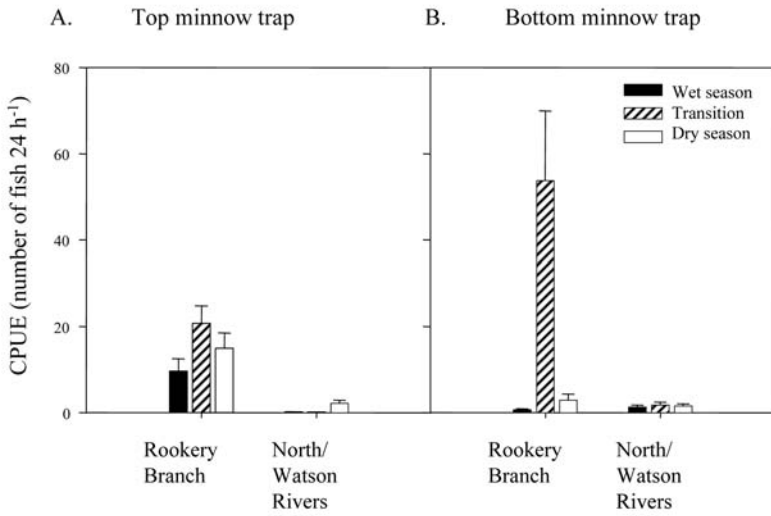 A. Top minnow trap
B. Bottom minnow trap
CPUE (number of fish 24 h⁻¹)
80
60
40
20
0
Wet season
Transition
Dry season
Rookery
Branch
North/
Watson
Rivers
Rookery
Branch
North/
Watson
Rivers